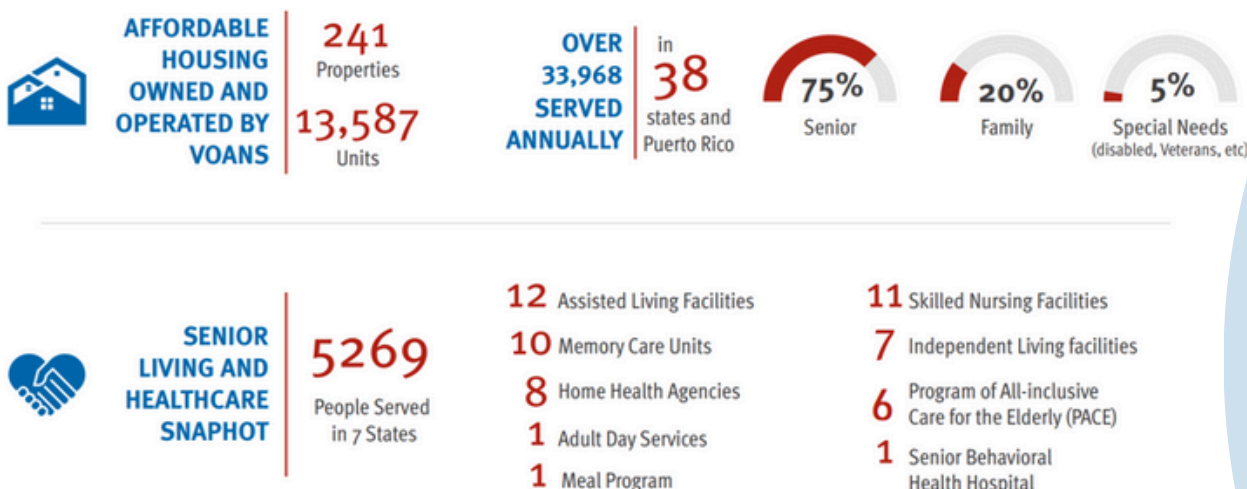 AFFORDABLE
HOUSING
OWNED AND
OPERATED BY
VOANS
241
Properties
13,587
Units
OVER
33,968
SERVED
ANNUALLY
in
38
states and
Puerto Rico
75%
Senior
20%
Family
5%
Special Needs
(disabled, Veterans, etc)
SENIOR
LIVING AND
HEALTHCARE
SNAPHOT
5269
People Served
in 7 States
12 Assisted Living Facilities
10 Memory Care Units
8 Home Health Agencies
1 Adult Day Services
1 Meal Program
11 Skilled Nursing Facilities
7 Independent Living facilities
6 Program of All-inclusive
Care for the Elderly (PACE)
1 Senior Behavioral
Health Hospital